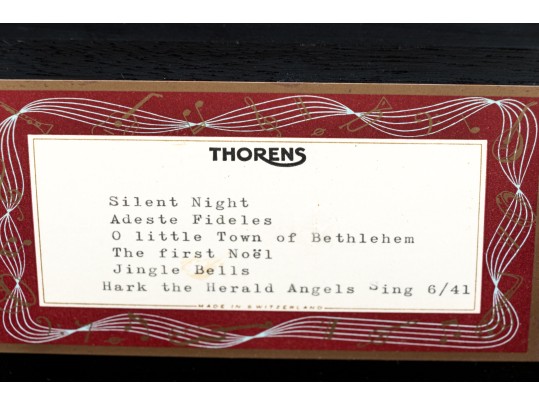 THORENS
Silent Night
Adeste Fideles
O little Town of Bethlehem
The first Noël
Jingle Bells
Hark the Herald Angels Sing 6/41
MADE IN SWITZERLAND